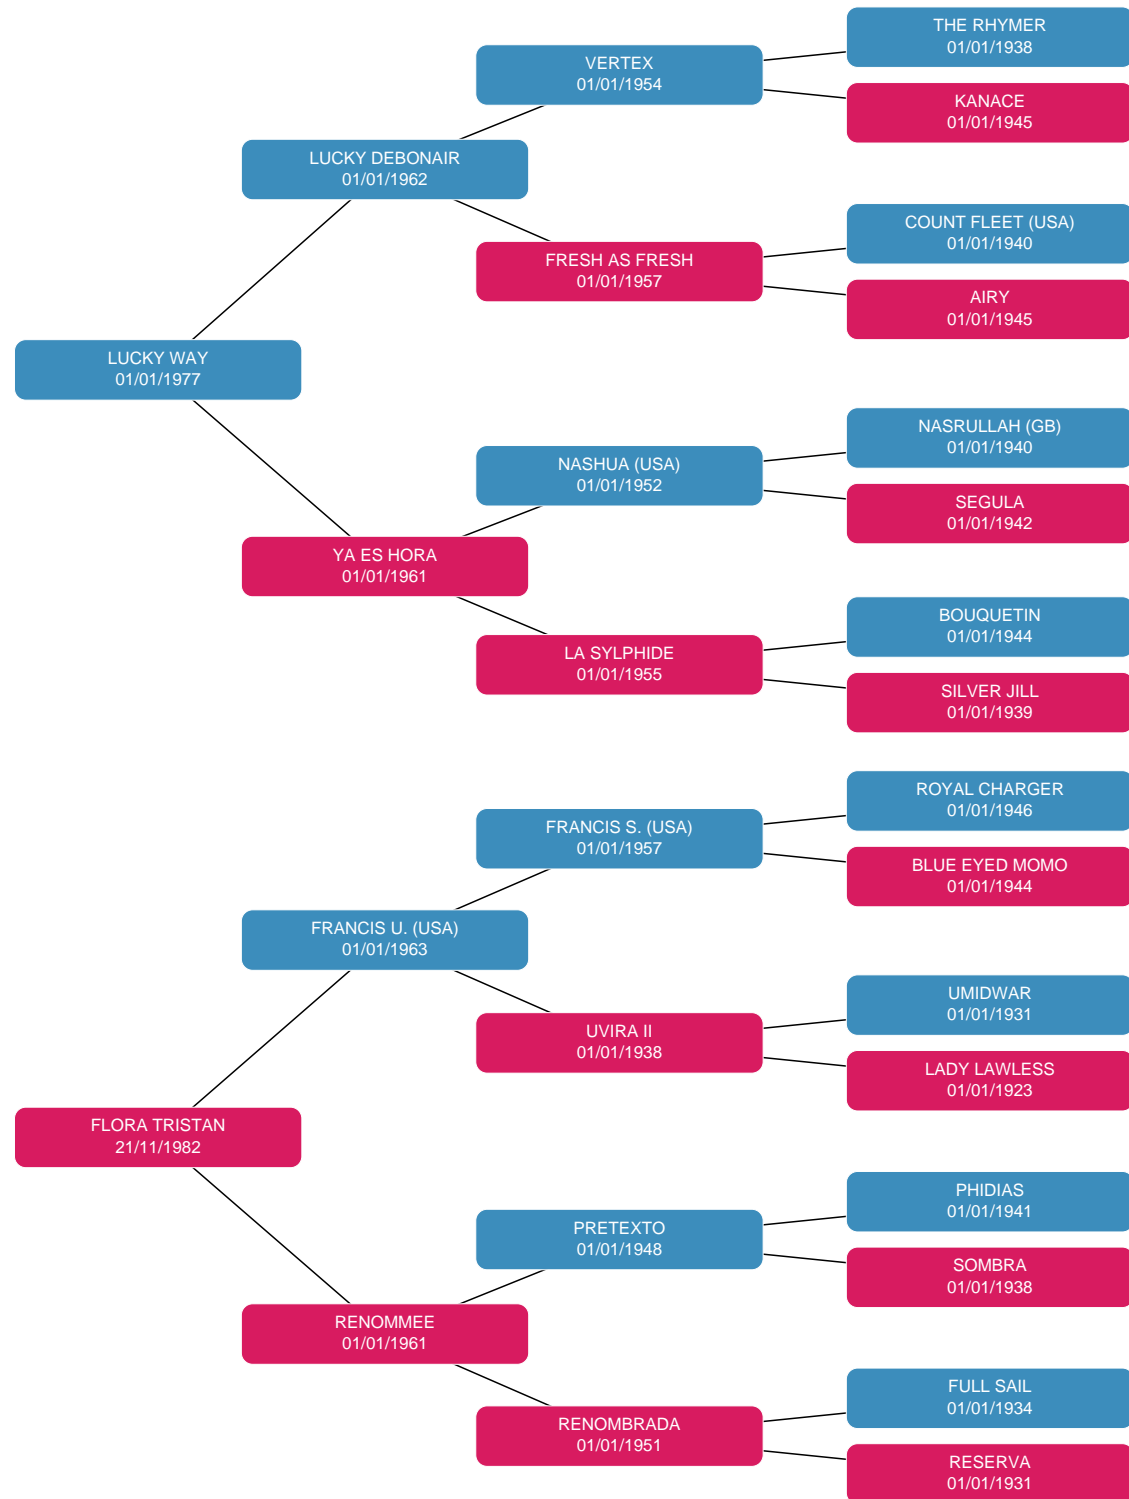 THE RHYMER
01/01/1938
VERTEX
01/01/1954
KANACE
01/01/1945
LUCKY DEBONAIR
01/01/1962
COUNT FLEET (USA)
01/01/1940
FRESH AS FRESH
01/01/1957
AIRY
01/01/1945
LUCKY WAY
01/01/1977
NASRULLAH (GB)
01/01/1940
NASHUA (USA)
01/01/1952
SEGULA
01/01/1942
YA ES HORA
01/01/1961
BOUQUETIN
01/01/1944
LA SYLPHIDE
01/01/1955
SILVER JILL
01/01/1939
ROYAL CHARGER
01/01/1946
FRANCIS S. (USA)
01/01/1957
BLUE EYED MOMO
01/01/1944
FRANCIS U. (USA)
01/01/1963
UMIDWAR
01/01/1931
UVIRA II
01/01/1938
LADY LAWLESS
01/01/1923
FLORA TRISTAN
21/11/1982
PHIDIAS
01/01/1941
PRETEXTO
01/01/1948
SOMBRA
01/01/1938
RENOMMEE
01/01/1961
FULL SAIL
01/01/1934
RENOMBRADA
01/01/1951
RESERVA
01/01/1931